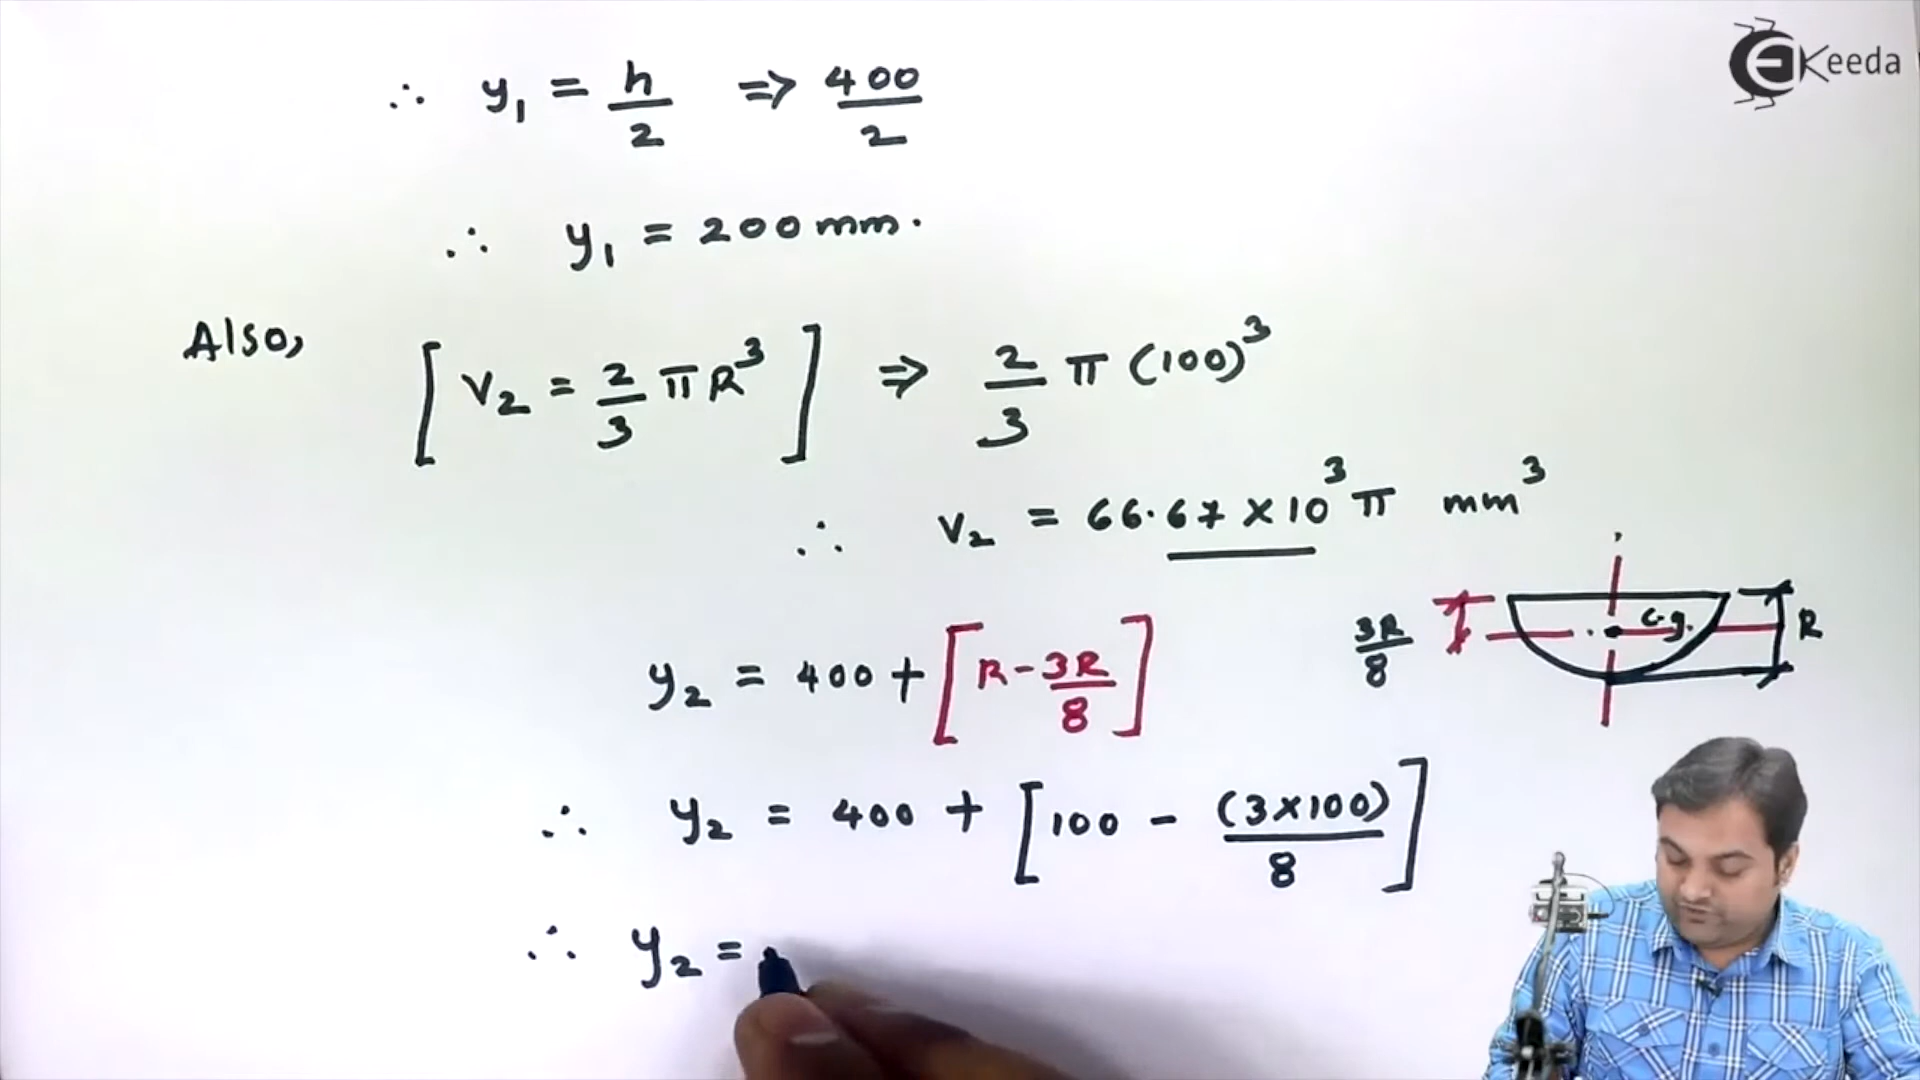 Ekeeda
∴ y₁ = h/2 ⇒ 400/2
∴ y₁ = 200 mm.
Also, [V₂ = 2/3 π R³] ⇒ 2/3 π (100)³
∴ V₂ = 66.67 × 10³ π mm³
y₂ = 400 + [R - 3R/8]
3R/8 c.g. R
∴ y₂ = 400 + [100 - (3×100)/8]
∴ y₂ =